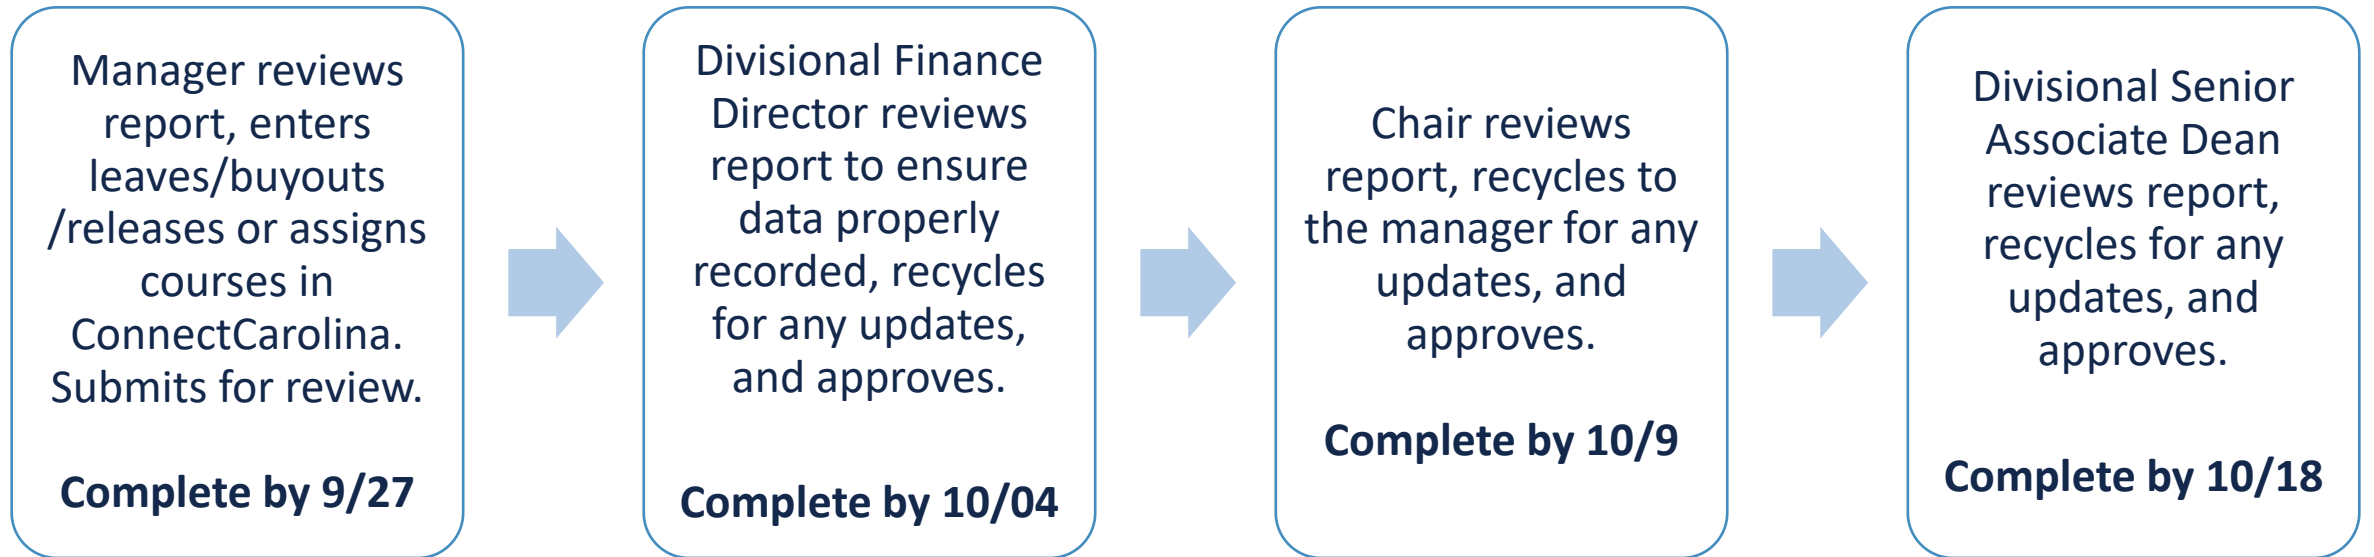 Manager reviews
report, enters
leaves/buyouts
/releases or assigns
courses in
ConnectCarolina.
Submits for review.
Complete by 9/27
Divisional Finance
Director reviews
report to ensure
data properly
recorded, recycles
for any updates,
and approves.
Complete by 10/04
Chair reviews
report, recycles to
the manager for any
updates, and
approves.
Complete by 10/9
Divisional Senior
Associate Dean
reviews report,
recycles for any
updates, and
approves.
Complete by 10/18